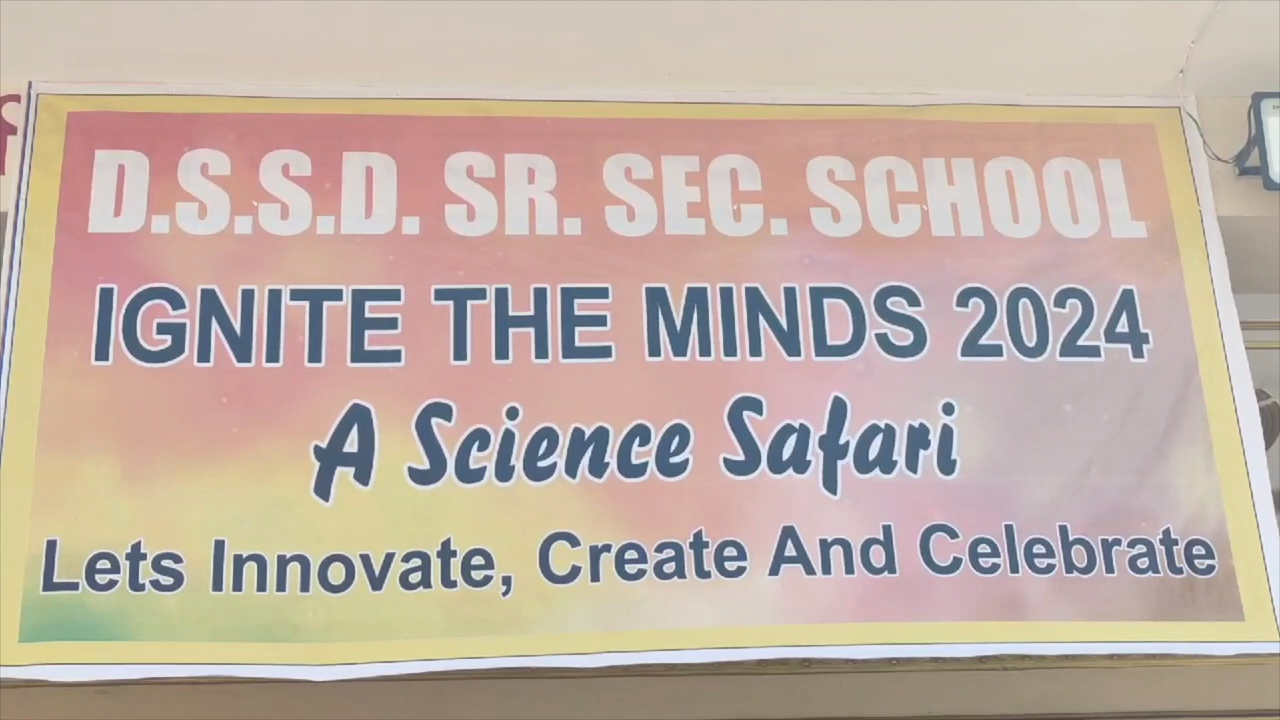 D.S.S.D. SR. SEC. SCHOOL
IGNITE THE MINDS 2024
A Science Safari
Lets Innovate, Create And Celebrate